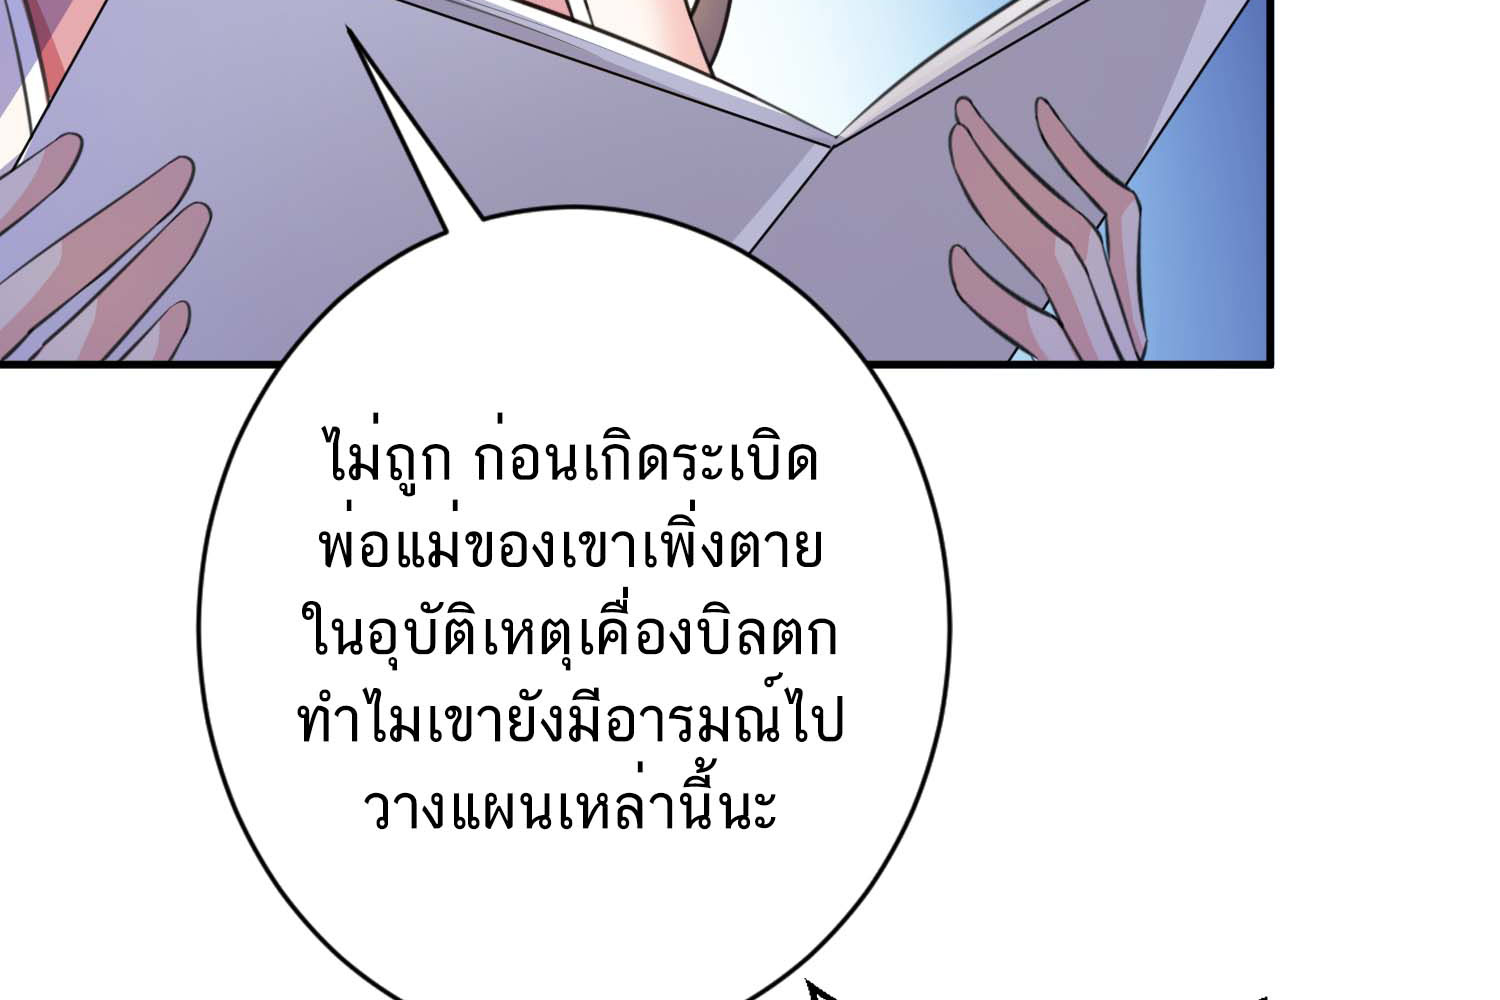 ไม่ถูก ก่อนเกิดระเบิด
พ่อแม่ของเขาเพิ่งตาย
ในอุบัติเหตุเคื่องบิลตก
ทำไมเขายังมีอารมณ์ไป
วางแผนเหล่านี้นะ